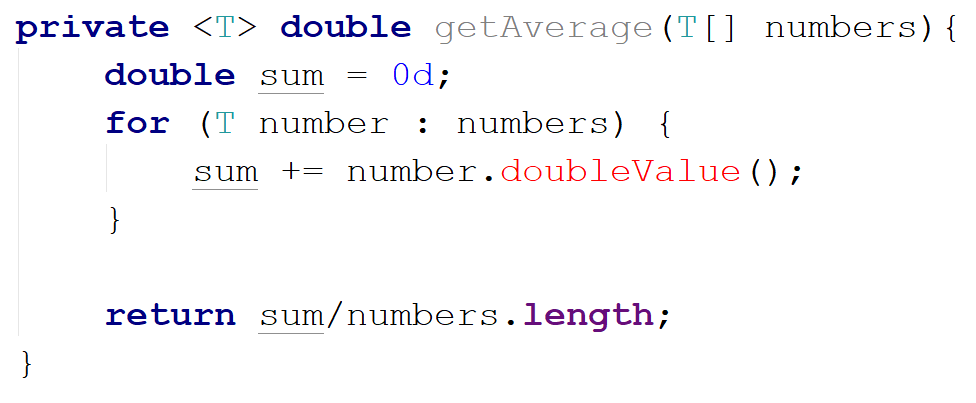 private <T> double getAverage(T[] numbers){
    double sum = 0d;
    for (T number : numbers) {
        sum += number.doubleValue();
    }

    return sum/numbers.length;
}